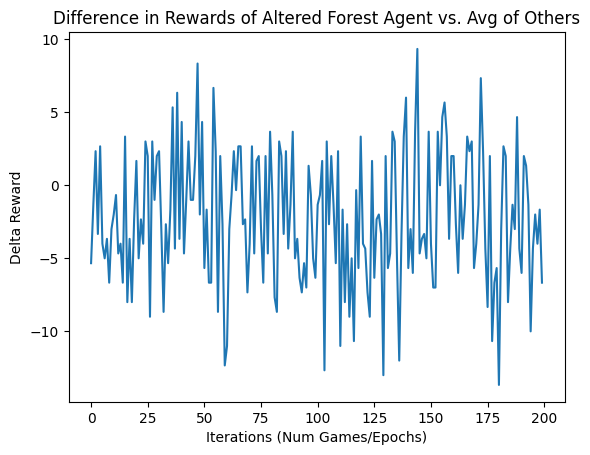 Difference in Rewards of Altered Forest Agent vs. Avg of Others
10
5
0
−5
−10
Delta Reward
0 25 50 75 100 125 150 175 200
Iterations (Num Games/Epochs)